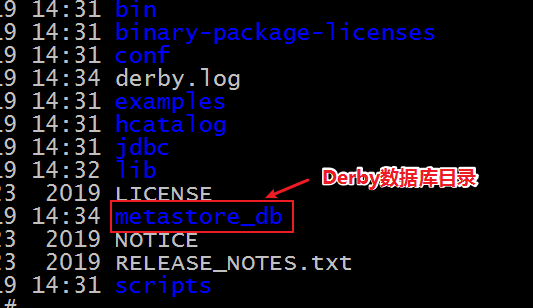 19 14:31 bin
19 14:31 binary-package-licenses
19 14:31 conf
19 14:34 derby.log
19 14:31 examples
19 14:31 hcatalog
19 14:31 jdbc
19 14:32 lib
23  2019 LICENSE
Derby数据库目录
19 14:34 metastore_db
23  2019 NOTICE
23  2019 RELEASE_NOTES.txt
19 14:31 scripts
#